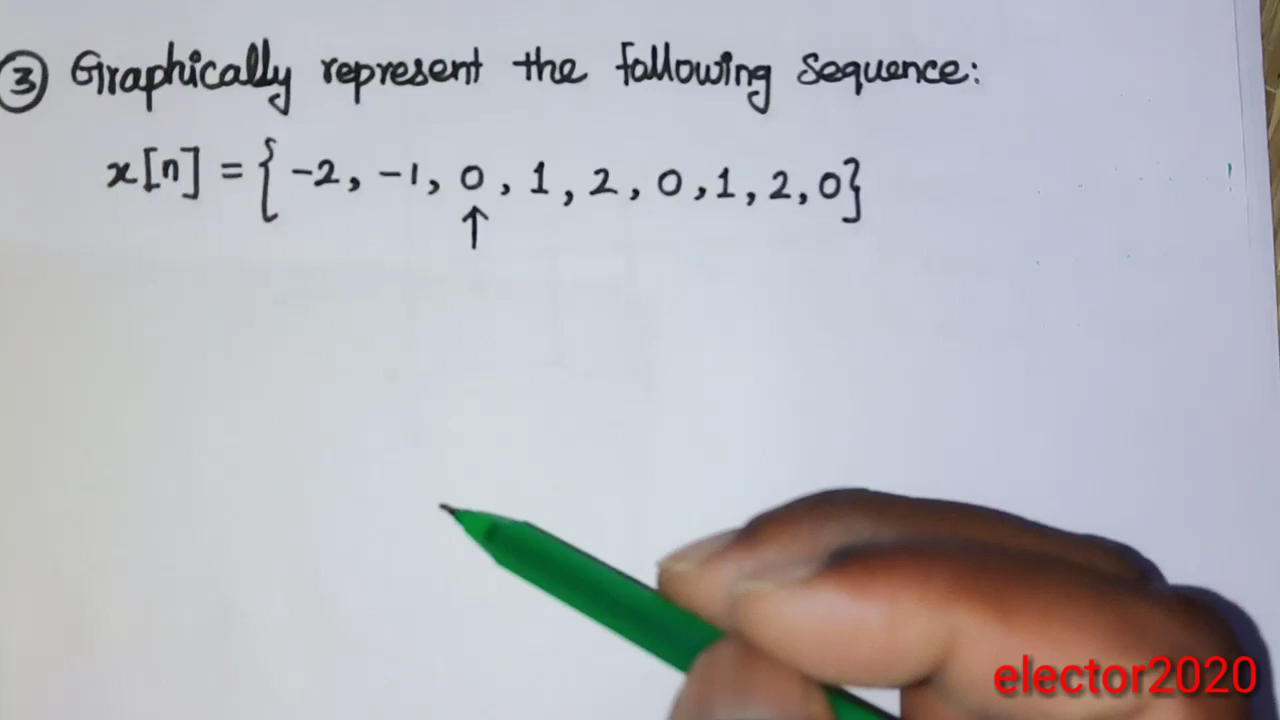 ③ Graphically represent the following sequence:
x[n] = { -2, -1, 0, 1, 2, 0, 1, 2, 0}
↑
elector2020